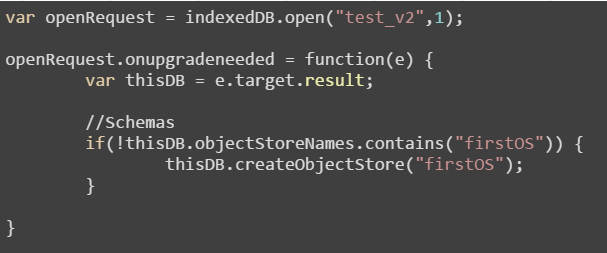 var openRequest = indexedDB.open("test_v2",1);
openRequest.onupgradeneeded = function(e) {
var thisDB = e.target.result;
//Schemas
if(!thisDB.objectStoreNames.contains("firstOS")) {
thisDB.createObjectStore("firstOS");
}
}